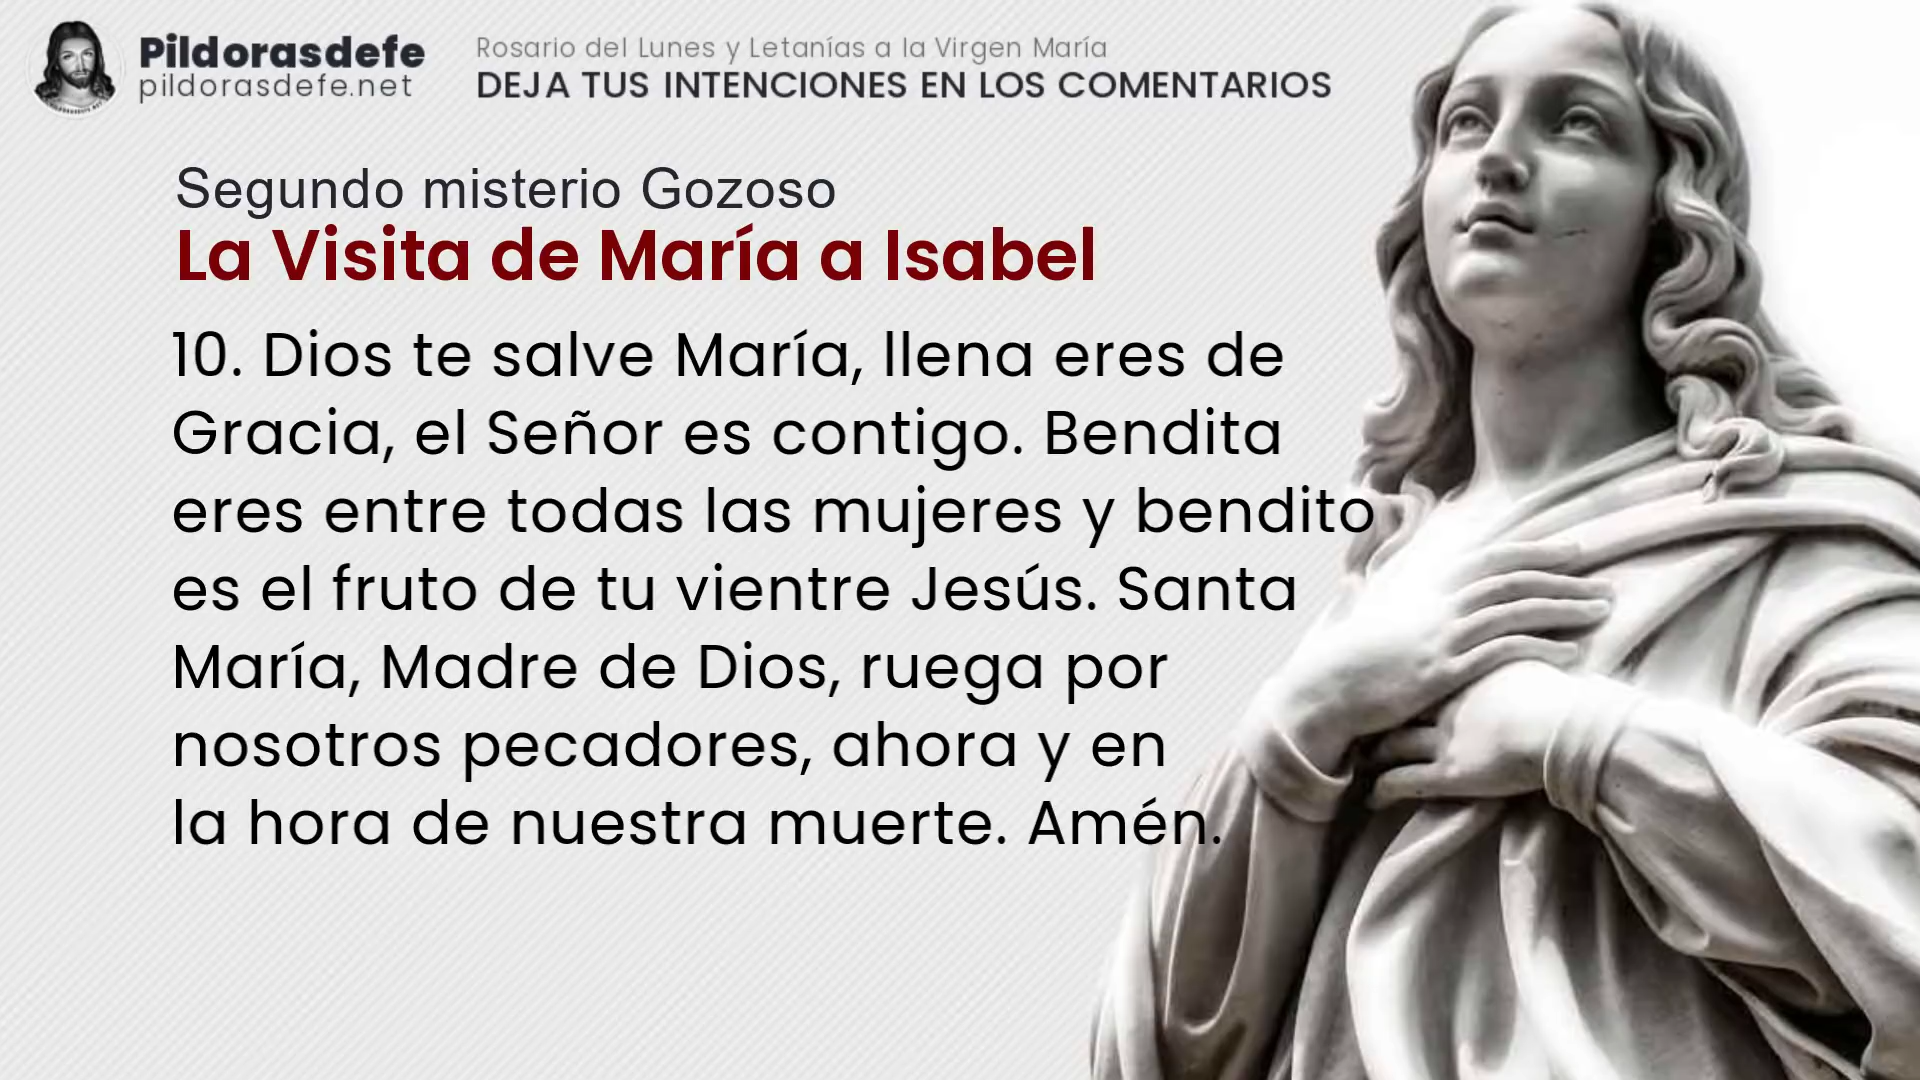 Pildorasdefe
pildorasdefe.net
Rosario del Lunes y Letanías a la Virgen María
DEJA TUS INTENCIONES EN LOS COMENTARIOS
Segundo misterio Gozoso
La Visita de María a Isabel
10. Dios te salve María, llena eres de
Gracia, el Señor es contigo. Bendita
eres entre todas las mujeres y bendito
es el fruto de tu vientre Jesús. Santa
María, Madre de Dios, ruega por
nosotros pecadores, ahora y en
la hora de nuestra muerte. Amén.